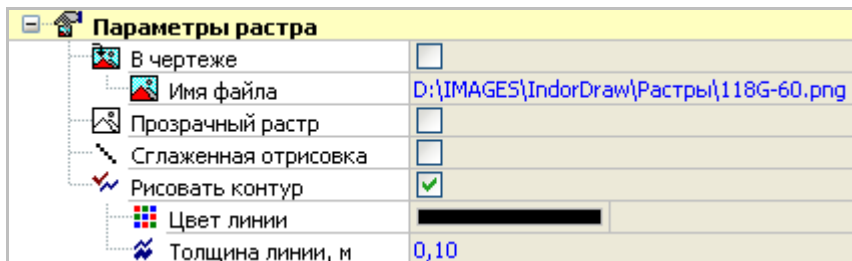 Параметры растра
В чертеже
Имя файла D:\IMAGES\IndorDraw\Растры\118G-60.png
Прозрачный растр
Сглаженная отрисовка
Рисовать контур
Цвет линии
Толщина линии, м 0,10